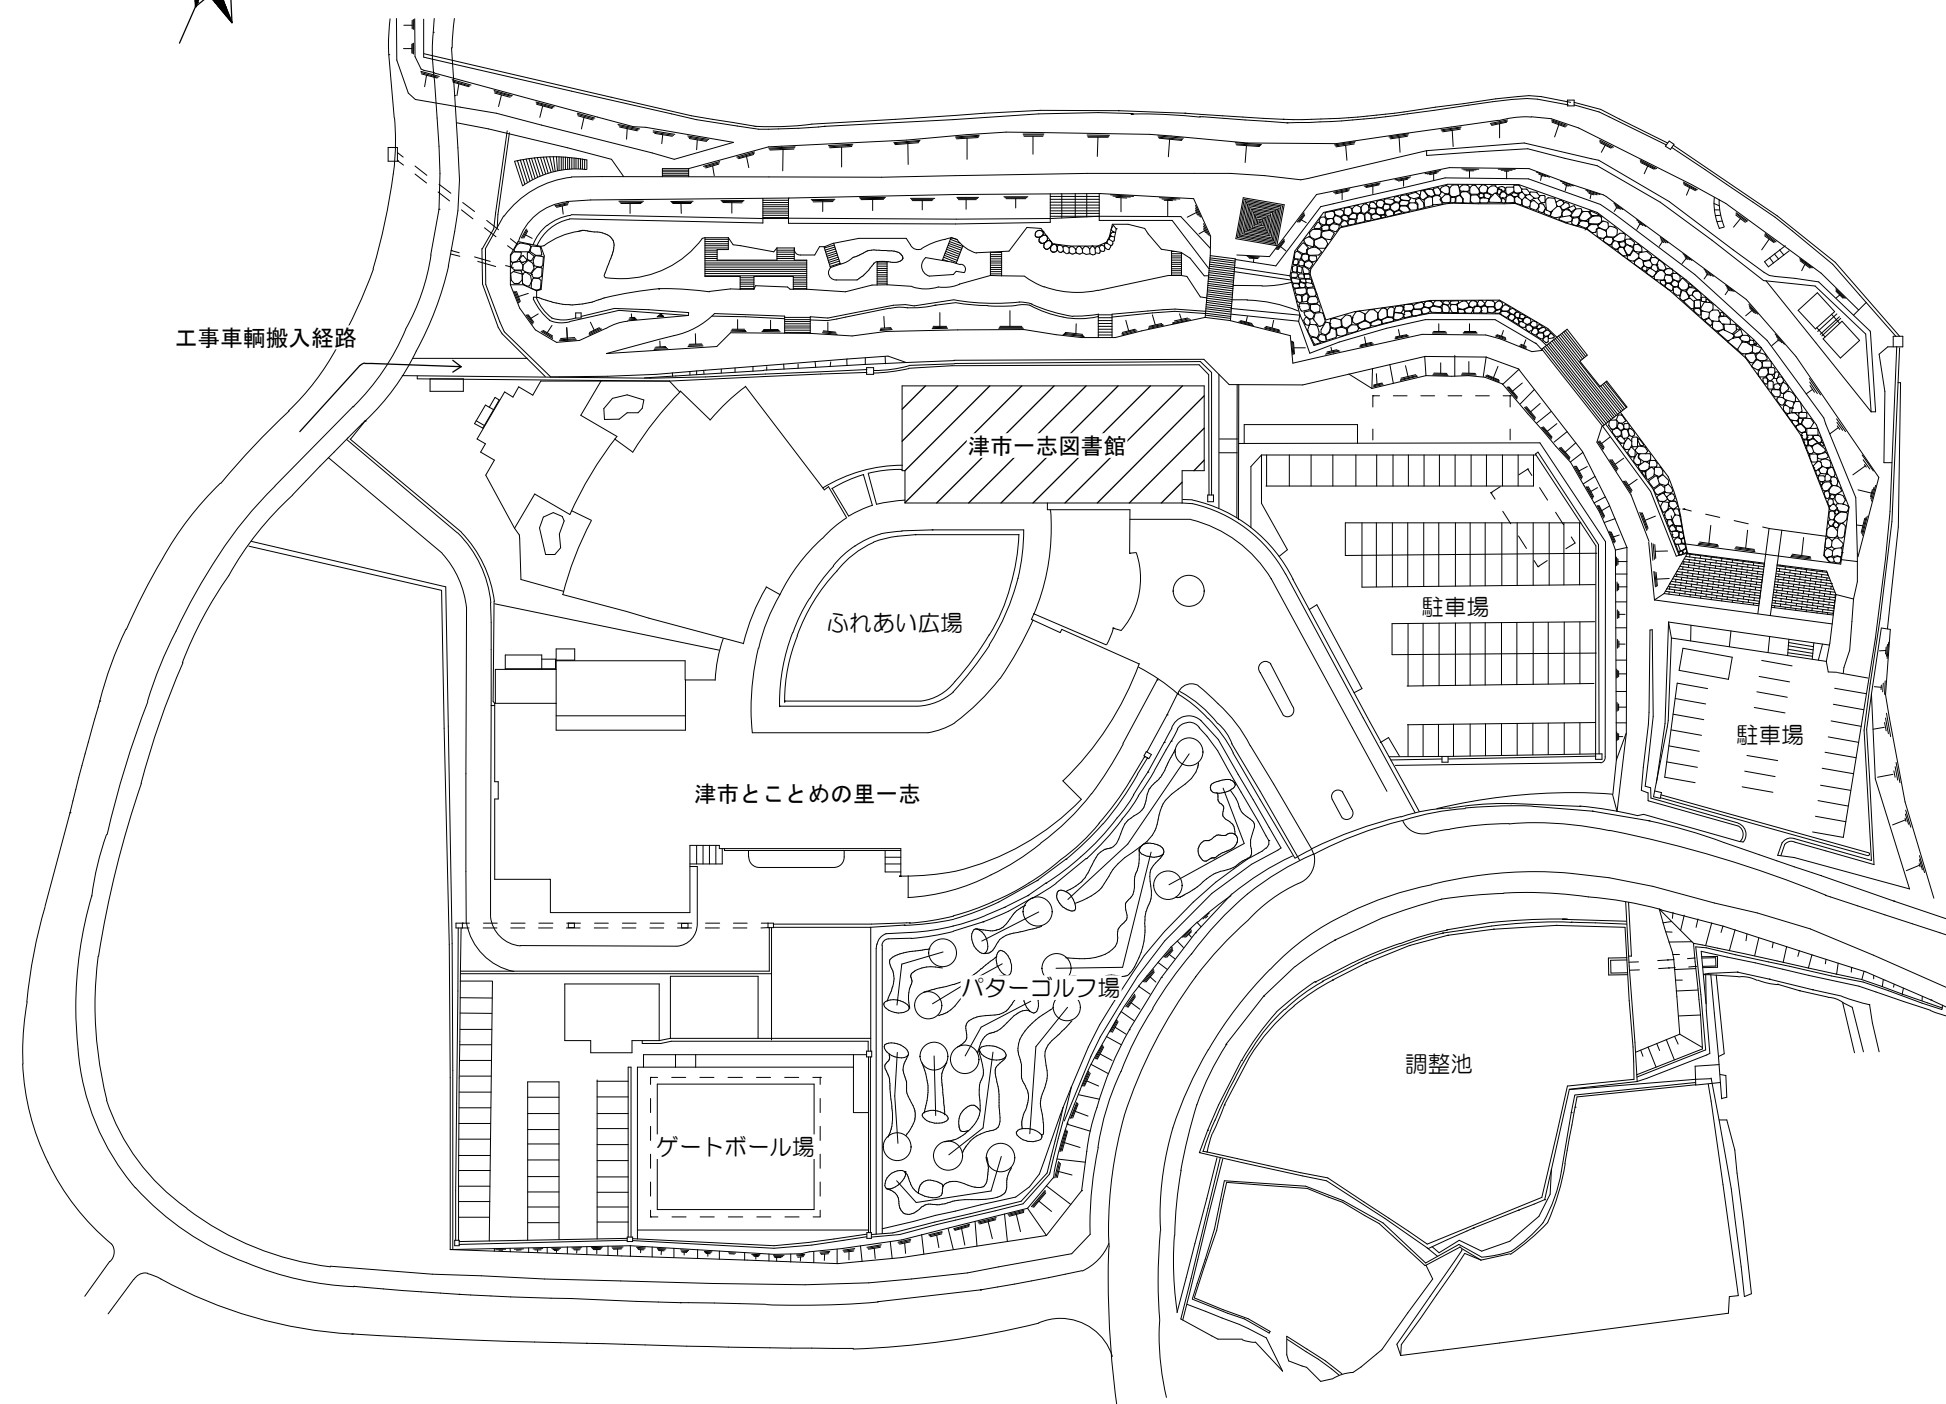 工事車輌搬入経路
津市一志図書館
駐車場
ふれあい広場
駐車場
津市とことめの里一志
パターゴルフ場
調整池
ゲートボール場